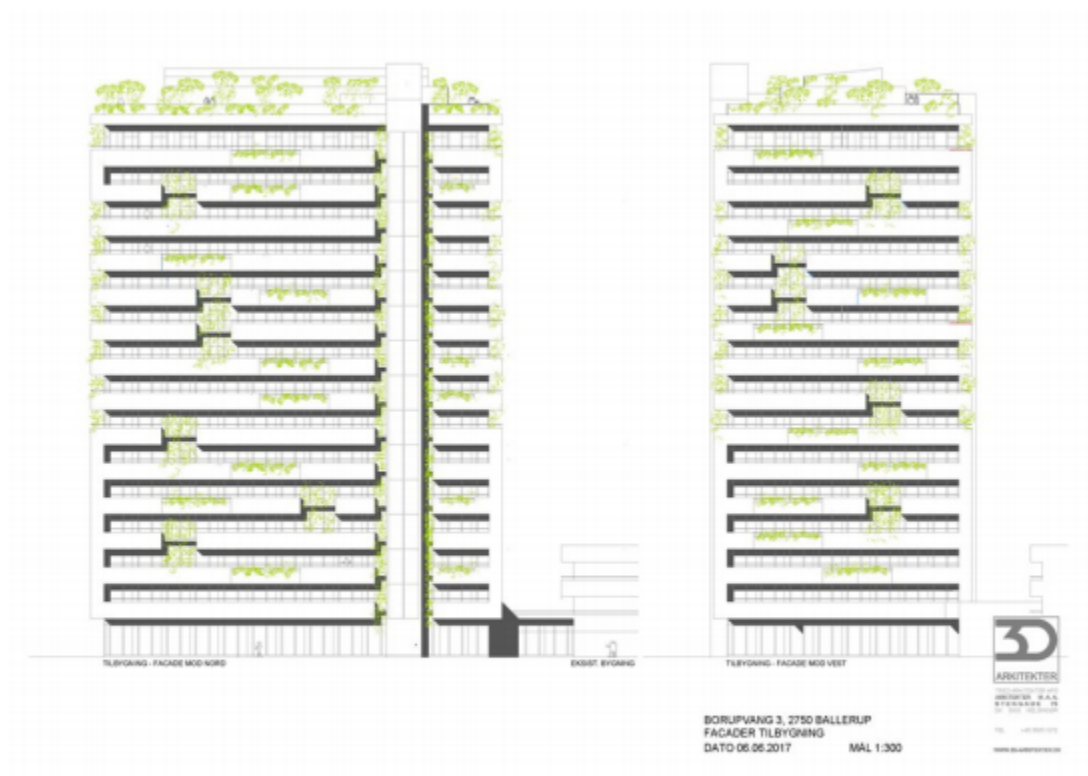 TILBYGNING - FACADE MOD NORD
EKSIST. BYGNING
TILBYGNING - FACADE MOD VEST
3D
ARKITEKTER
BORUPVANG 3, 2750 BALLERUP
FACADER TILBYGNING
DATO 06.06.2017 MÅL 1:300